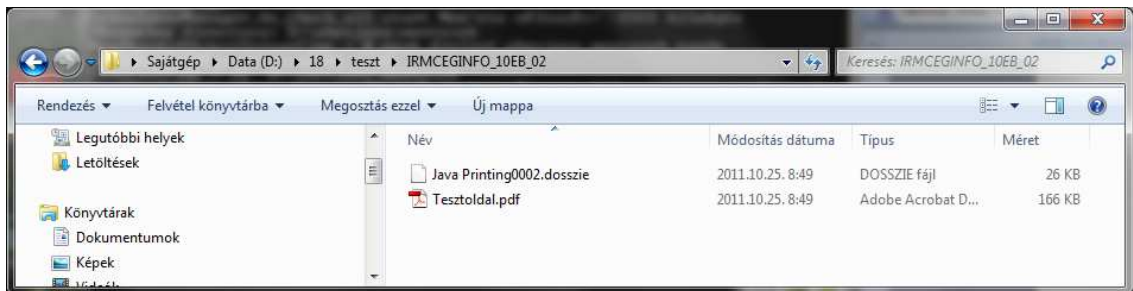 Sajátgép ▸ Data (D:) ▸ 18 ▸ teszt ▸ IRMCEGINFO_10EB_02
Keresés: IRMCEGINFO_10EB_02
Rendezés Felvétel könyvtárba Megosztás ezzel Új mappa
Legutóbbi helyek
Letöltések
Könyvtárak
Dokumentumok
Képek
Videók
Név Módosítás dátuma Típus Méret
Java Printing0002.dosszie 2011.10.25. 8:49 DOSSZIE fájl 26 KB
Tesztoldal.pdf 2011.10.25. 8:49 Adobe Acrobat D... 166 KB